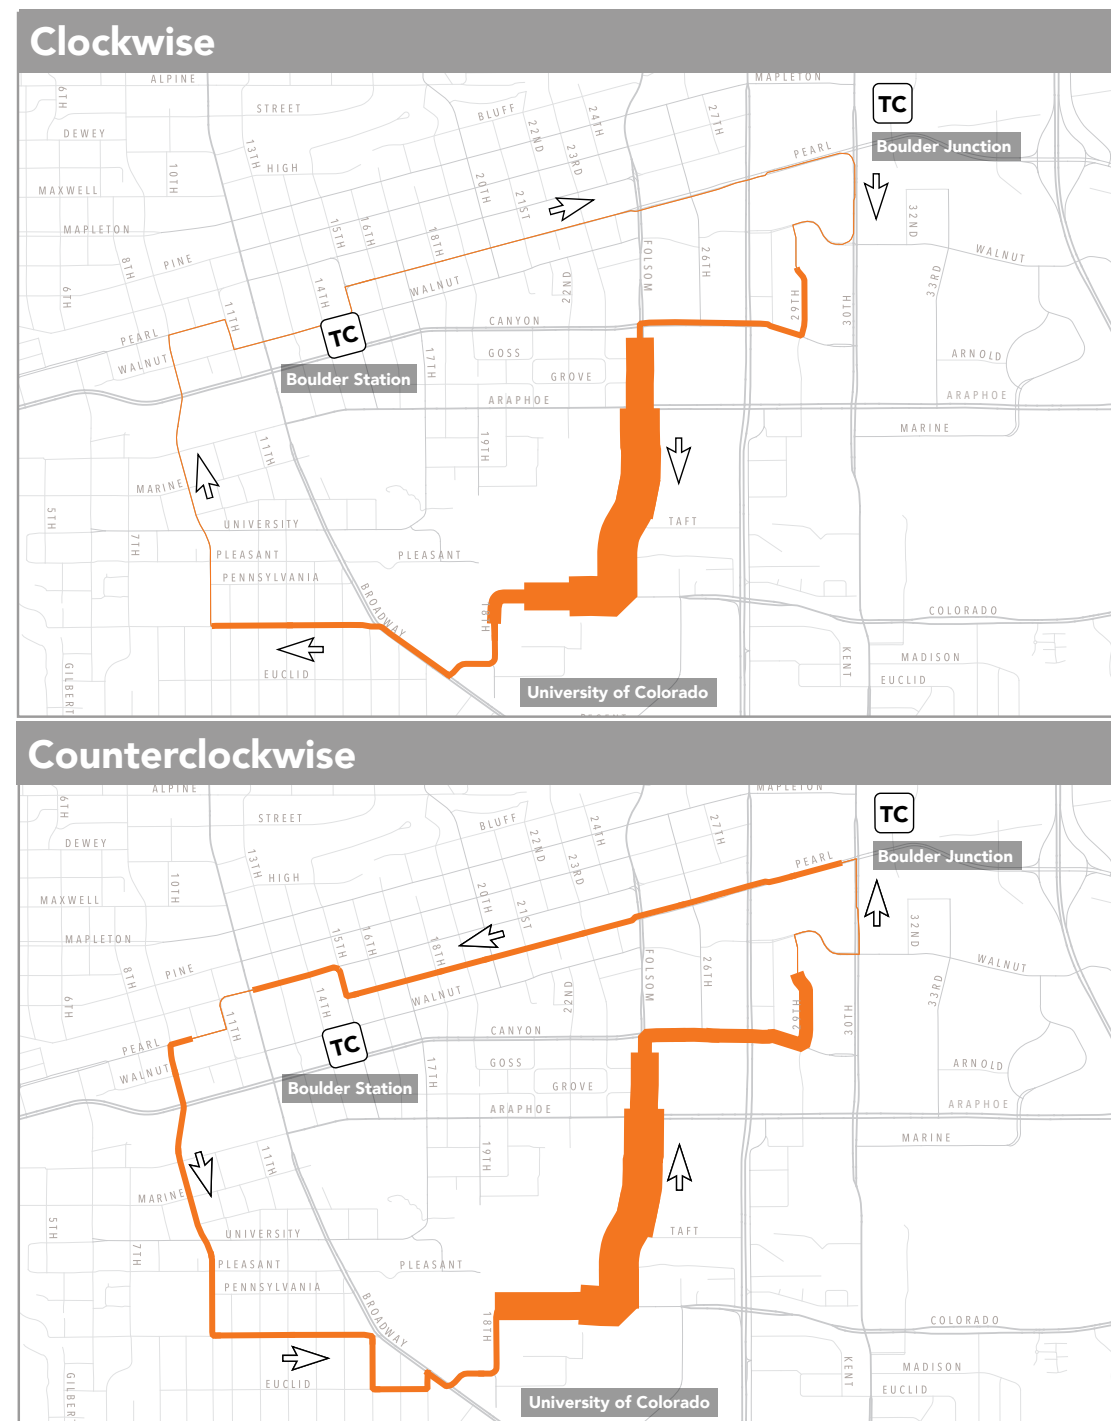 Clockwise
ALPINE
MAPLETON
6TH
STREET
BLUFF
24TH
27TH
TC
DEWEY
22ND
13TH
PEARL
Boulder Junction
10TH
HIGH
23RD
MAXWELL
20TH
21ST
32ND
MAPLETON
15TH
16TH
18TH
FOLSOM
26TH
WALNUT
8TH
PINE
33RD
6TH
14TH
WALNUT
22ND
29TH
30TH
11TH
PEARL
TC
CANYON
WALNUT
17TH
GOSS
ARNOLD
Boulder Station
GROVE
ARAPHOE
ARAPHOE
MARINE
11TH
19TH
MARINE
5TH
UNIVERSITY
TAFT
7TH
PLEASANT
PLEASANT
PENNSYLVANIA
BROADWAY
18TH
COLORADO
GILBERT
EUCLID
KENT
MADISON
EUCLID
University of Colorado
Counterclockwise
ALPINE
MAPLETON
6TH
STREET
BLUFF
24TH
27TH
TC
DEWEY
22ND
13TH
PEARL
Boulder Junction
10TH
HIGH
23RD
MAXWELL
20TH
21ST
32ND
MAPLETON
15TH
16TH
18TH
FOLSOM
26TH
WALNUT
8TH
PINE
33RD
6TH
14TH
WALNUT
22ND
29TH
30TH
11TH
PEARL
TC
CANYON
WALNUT
17TH
GOSS
ARNOLD
Boulder Station
GROVE
ARAPHOE
ARAPHOE
MARINE
11TH
19TH
MARINE
5TH
UNIVERSITY
TAFT
7TH
PLEASANT
PLEASANT
PENNSYLVANIA
BROADWAY
18TH
COLORADO
GILBERT
EUCLID
KENT
MADISON
EUCLID
University of Colorado